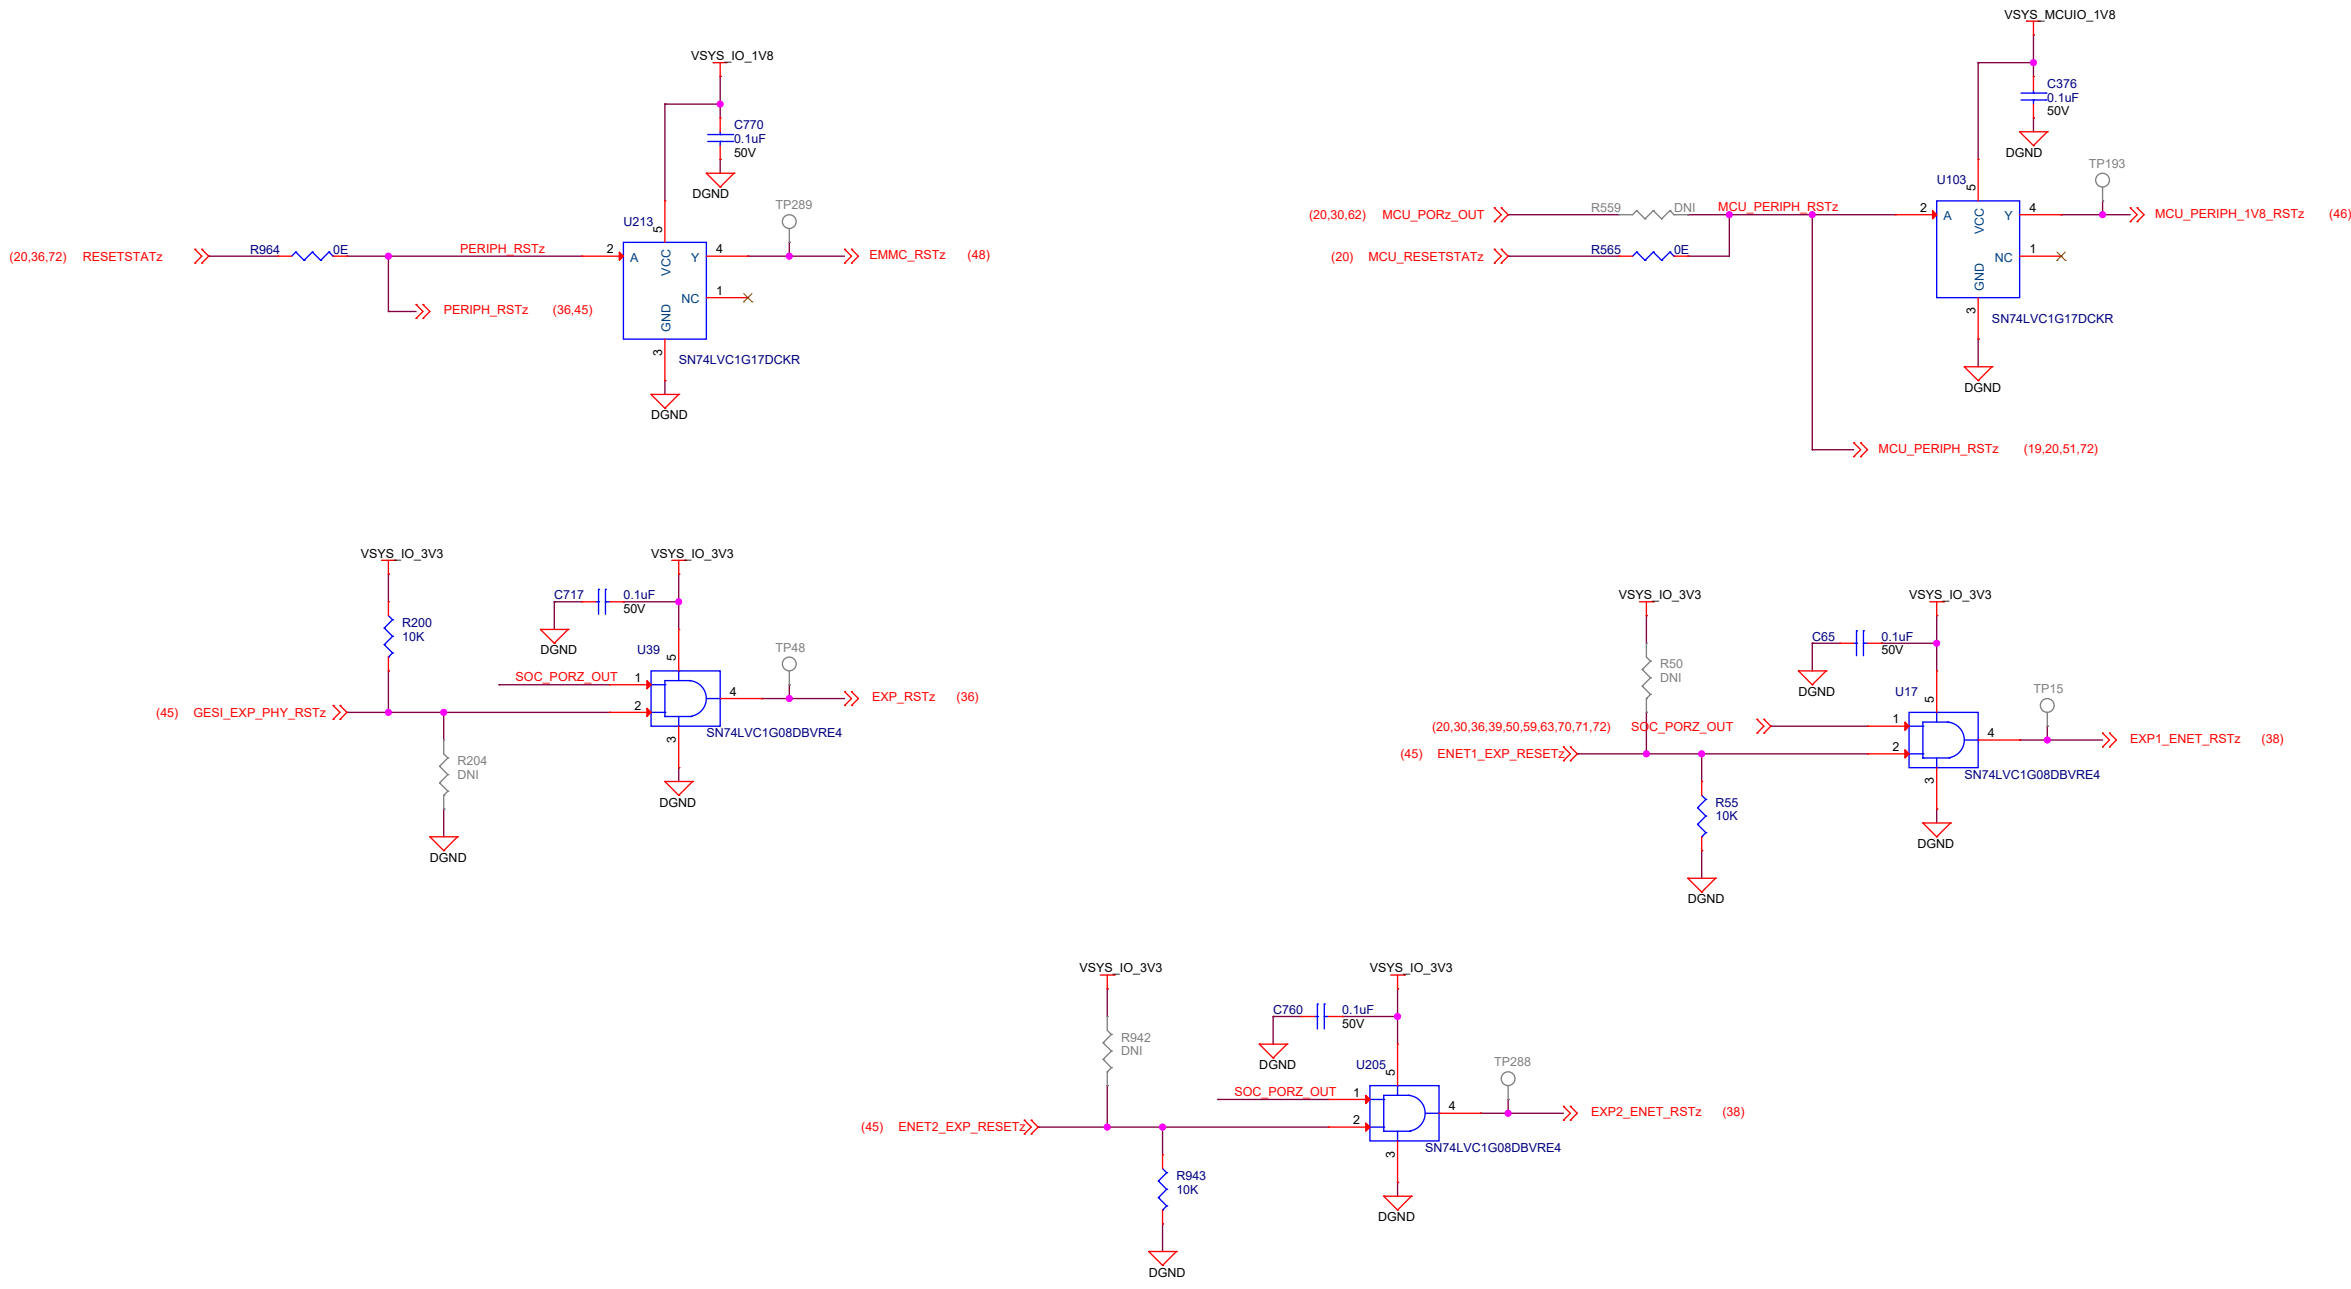 VSYS_IO_1V8
C770
0.1uF
50V
DGND
TP289
U213
5
(20,36,72) RESETSTATz
R964 0E
PERIPH_RSTz
2
A
VCC
Y
4
EMMC_RSTz (48)
NC
1
GND
PERIPH_RSTz (36,45)
3
SN74LVC1G17DCKR
DGND
VSYS_MCUIO_1V8
C376
0.1uF
50V
DGND
TP193
U103
5
(20,30,62) MCU_PORz_OUT
R559 DNI
MCU_PERIPH_RSTz
2
A
VCC
Y
4
MCU_PERIPH_1V8_RSTz (46)
(20) MCU_RESETSTATz
R565 0E
NC
1
GND
3
SN74LVC1G17DCKR
DGND
MCU_PERIPH_RSTz (19,20,51,72)
VSYS_IO_3V3
VSYS_IO_3V3
C717 0.1uF
50V
R200
10K
DGND
U39
5
TP48
SOC_PORZ_OUT
1
4
EXP_RSTz (36)
(45) GESI_EXP_PHY_RSTz
2
3
SN74LVC1G08DBVRE4
R204
DNI
DGND
DGND
VSYS_IO_3V3
VSYS_IO_3V3
C65 0.1uF
50V
R50
DNI
DGND
U17
5
TP15
(20,30,36,39,50,59,63,70,71,72) SOC_PORZ_OUT
1
4
EXP1_ENET_RSTz (38)
(45) ENET1_EXP_RESETz
2
3
SN74LVC1G08DBVRE4
R55
10K
DGND
DGND
VSYS_IO_3V3
VSYS_IO_3V3
C760 0.1uF
50V
R942
DNI
DGND
U205
5
TP288
SOC_PORZ_OUT
1
4
EXP2_ENET_RSTz (38)
(45) ENET2_EXP_RESETz
2
3
SN74LVC1G08DBVRE4
R943
10K
DGND
DGND